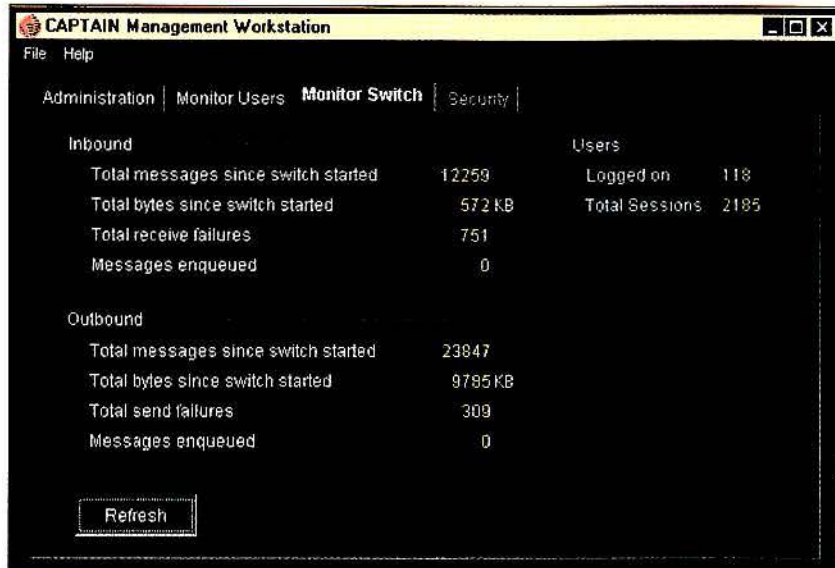 CAPTAIN Management Workstation
File Help
Administration Monitor Users Monitor Switch Security
Inbound
Total messages since switch started 12259
Total bytes since switch started 572 KB
Total receive failures 751
Messages enqueued 0
Users
Logged on 118
Total Sessions 2185
Outbound
Total messages since switch started 23847
Total bytes since switch started 9785 KB
Total send failures 309
Messages enqueued 0
Refresh